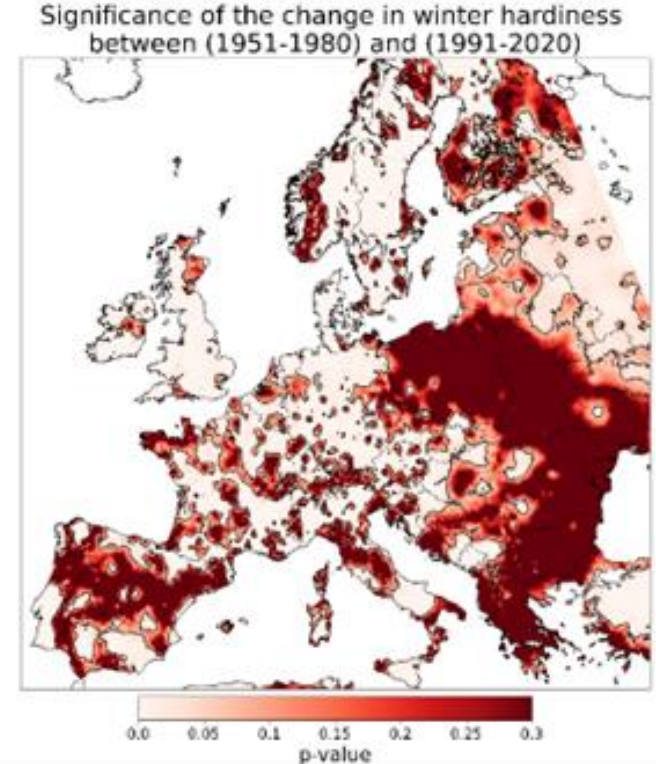 Significance of the change in winter hardiness
between (1951-1980) and (1991-2020)
0.0 0.05 0.1 0.15 0.2 0.25 0.3
p-value